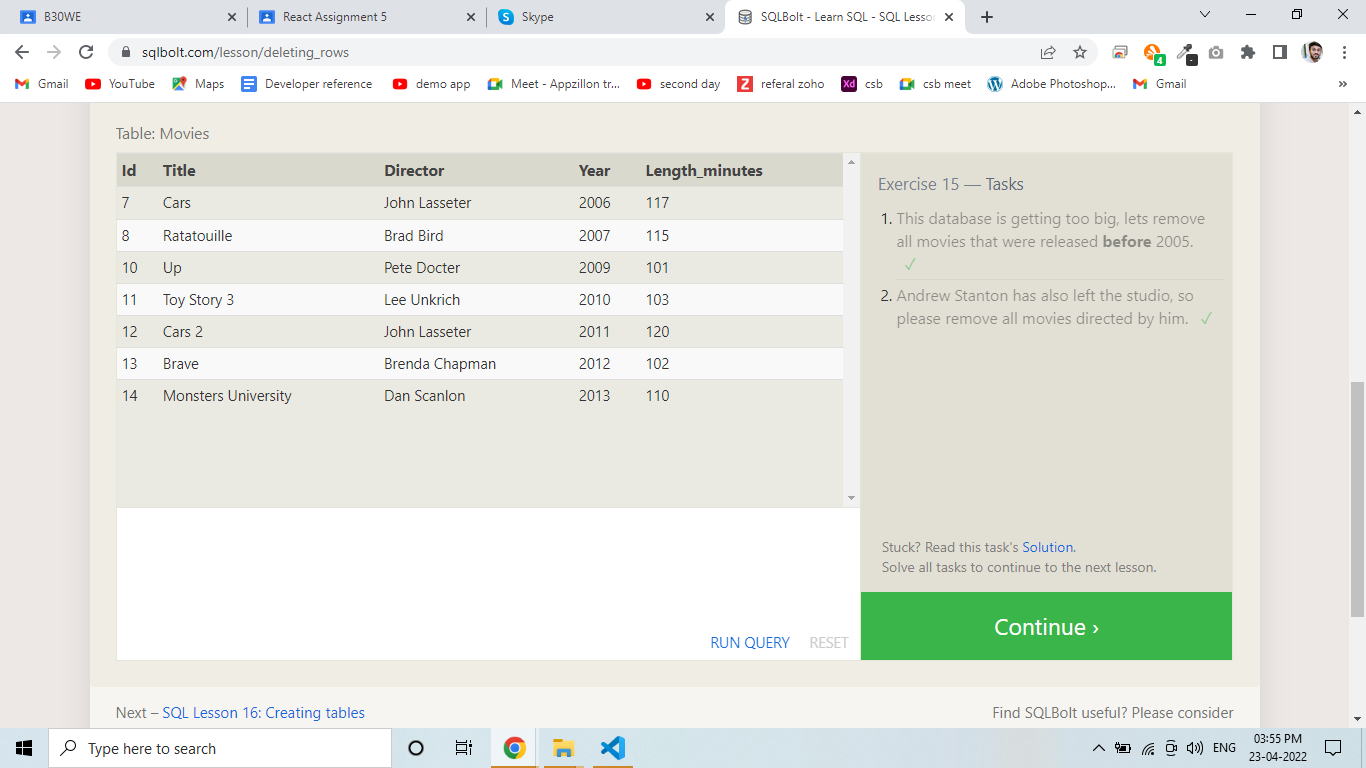 B30WE
React Assignment 5
Skype
SQLBolt - Learn SQL - SQL Lesso
sqlbolt.com/lesson/deleting_rows
4
Gmail
YouTube
Maps
Developer reference
demo app
Meet - Appzillon tr...
second day
Z referal zoho
Xd csb
csb meet
Adobe Photoshop...
Gmail
»
Table: Movies
Id Title Director Year Length_minutes
7 Cars John Lasseter 2006 117
8 Ratatouille Brad Bird 2007 115
10 Up Pete Docter 2009 101
11 Toy Story 3 Lee Unkrich 2010 103
12 Cars 2 John Lasseter 2011 120
13 Brave Brenda Chapman 2012 102
14 Monsters University Dan Scanlon 2013 110
RUN QUERY RESET
Exercise 15 — Tasks
1. This database is getting too big, lets remove
all movies that were released before 2005.
✓
2. Andrew Stanton has also left the studio, so
please remove all movies directed by him. ✓
Stuck? Read this task's Solution.
Solve all tasks to continue to the next lesson.
Continue ›
Next – SQL Lesson 16: Creating tables
Find SQLBolt useful? Please consider
Type here to search
ENG
03:55 PM
23-04-2022